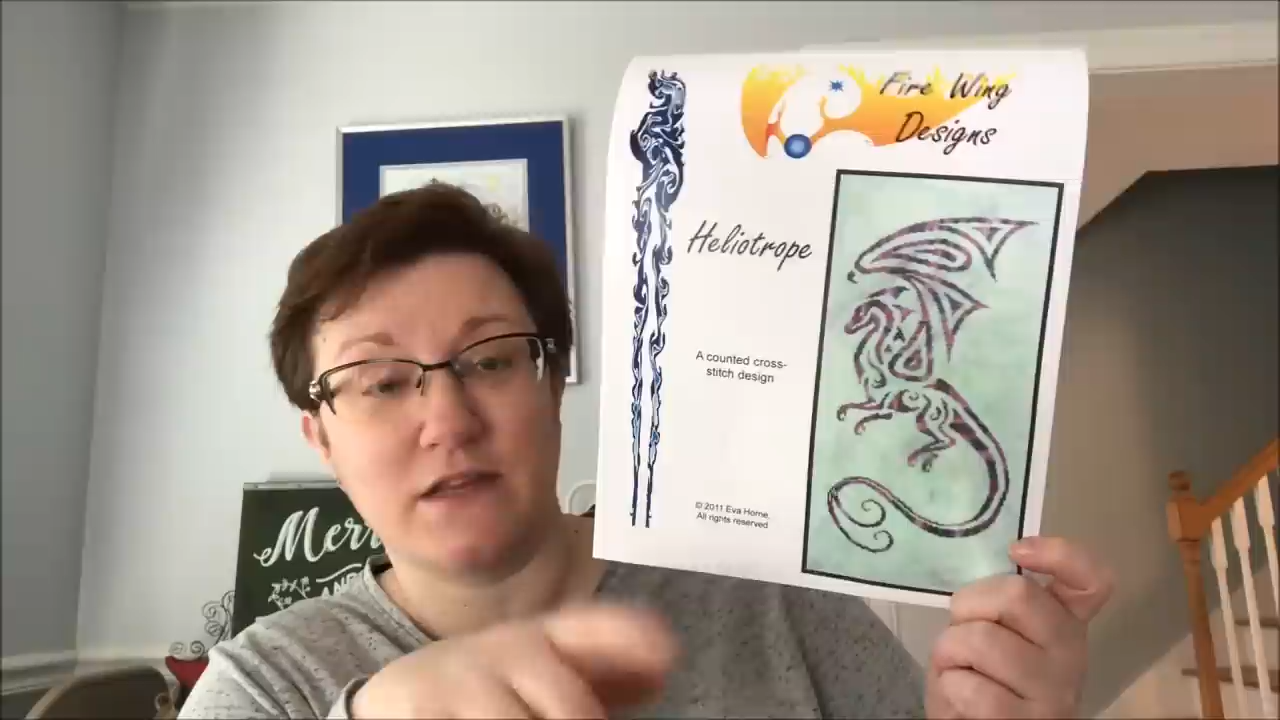 Fire Wing
Designs
Heliotrope
A counted cross-
stitch design
© 2011 Eva Horne,
All rights reserved
Merr
AND